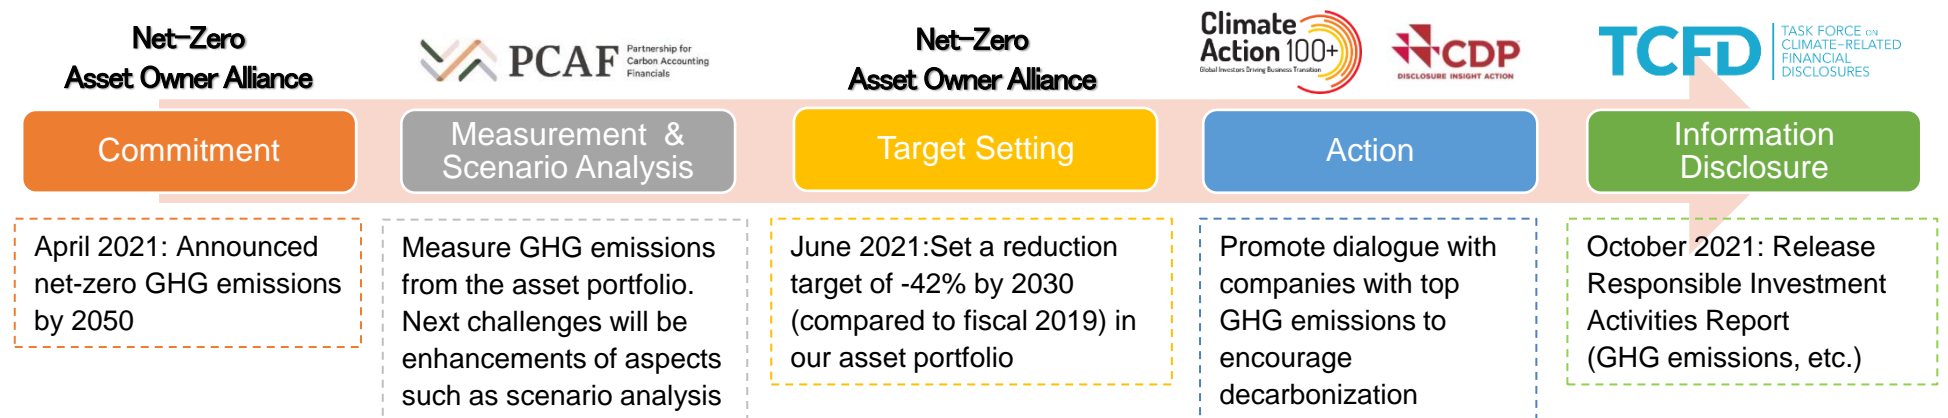 Net-Zero
Asset Owner Alliance
PCAF
Partnership for
Carbon Accounting
Financials
Net-Zero
Asset Owner Alliance
Climate
Action 100+
Global Investors Driving Business Transition
CDP
DISCLOSURE INSIGHT ACTION
TCFD
TASK FORCE ON
CLIMATE-RELATED
FINANCIAL
DISCLOSURES
Commitment
Measurement &
Scenario Analysis
Target Setting
Action
Information
Disclosure
April 2021: Announced
net-zero GHG emissions
by 2050
Measure GHG emissions
from the asset portfolio.
Next challenges will be
enhancements of aspects
such as scenario analysis
June 2021:Set a reduction
target of -42% by 2030
(compared to fiscal 2019) in
our asset portfolio
Promote dialogue with
companies with top
GHG emissions to
encourage
decarbonization
October 2021: Release
Responsible Investment
Activities Report
(GHG emissions, etc.)